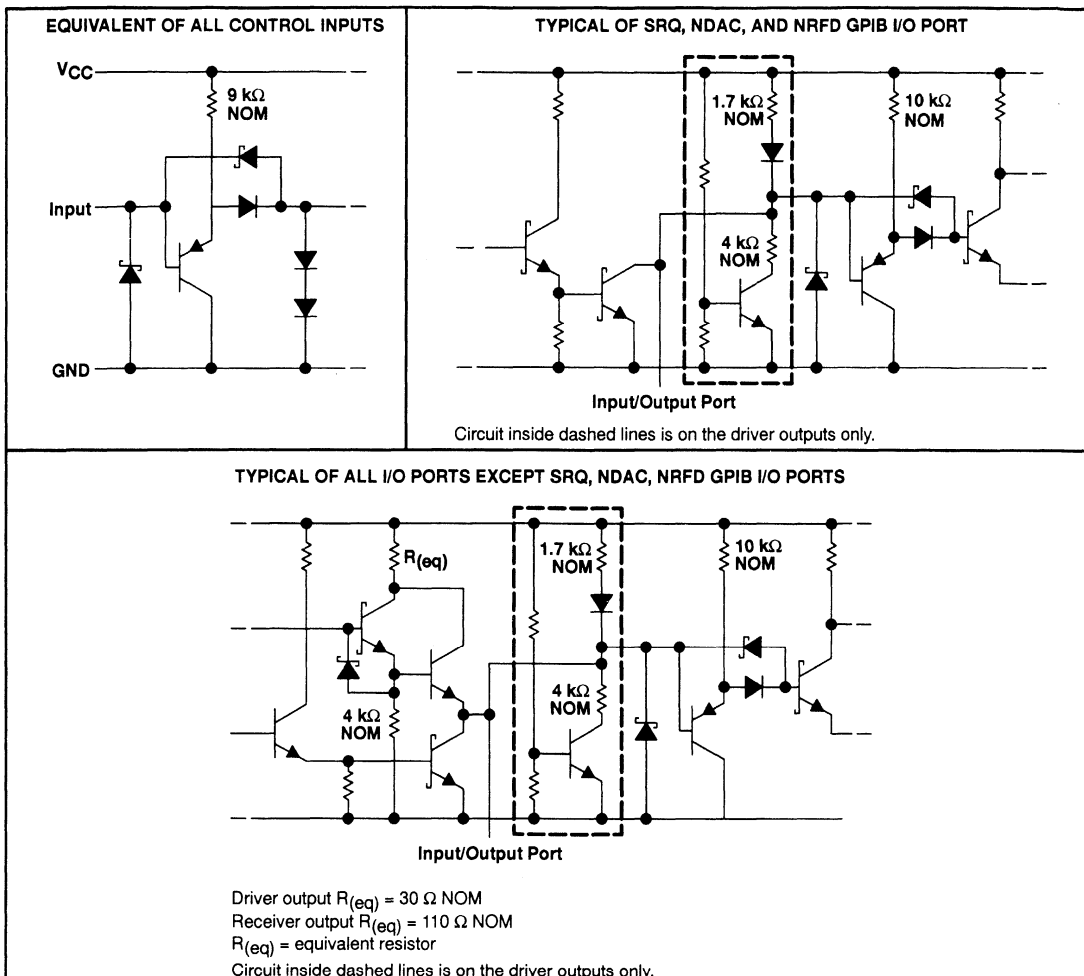 EQUIVALENT OF ALL CONTROL INPUTS
VCC
9 kΩ
NOM
Input
GND
TYPICAL OF SRQ, NDAC, AND NRFD GPIB I/O PORT
1.7 kΩ
NOM
10 kΩ
NOM
4 kΩ
NOM
Input/Output Port
Circuit inside dashed lines is on the driver outputs only.
TYPICAL OF ALL I/O PORTS EXCEPT SRQ, NDAC, NRFD GPIB I/O PORTS
R(eq)
1.7 kΩ
NOM
10 kΩ
NOM
4 kΩ
NOM
4 kΩ
NOM
Input/Output Port
Driver output R(eq) = 30 Ω NOM
Receiver output R(eq) = 110 Ω NOM
R(eq) = equivalent resistor
Circuit inside dashed lines is on the driver outputs only.